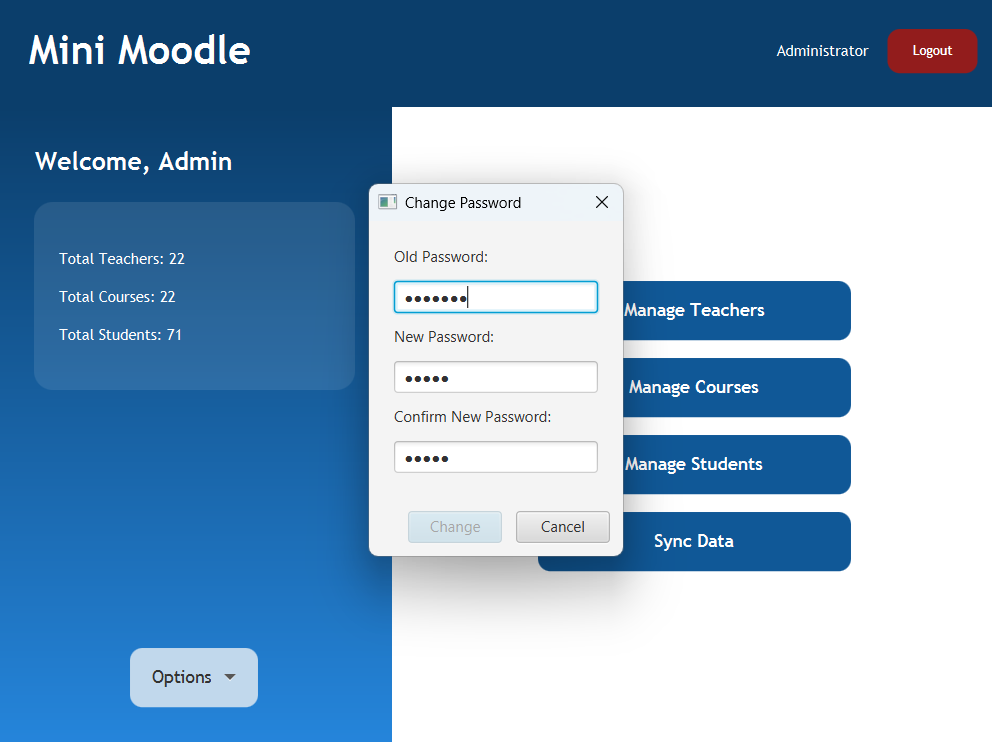 Mini Moodle
Administrator
Logout
Welcome, Admin
Total Teachers: 22
Total Courses: 22
Total Students: 71
Options
Change Password
Old Password:
•••••••
New Password:
•••••
Confirm New Password:
•••••
Change
Cancel
Manage Teachers
Manage Courses
Manage Students
Sync Data